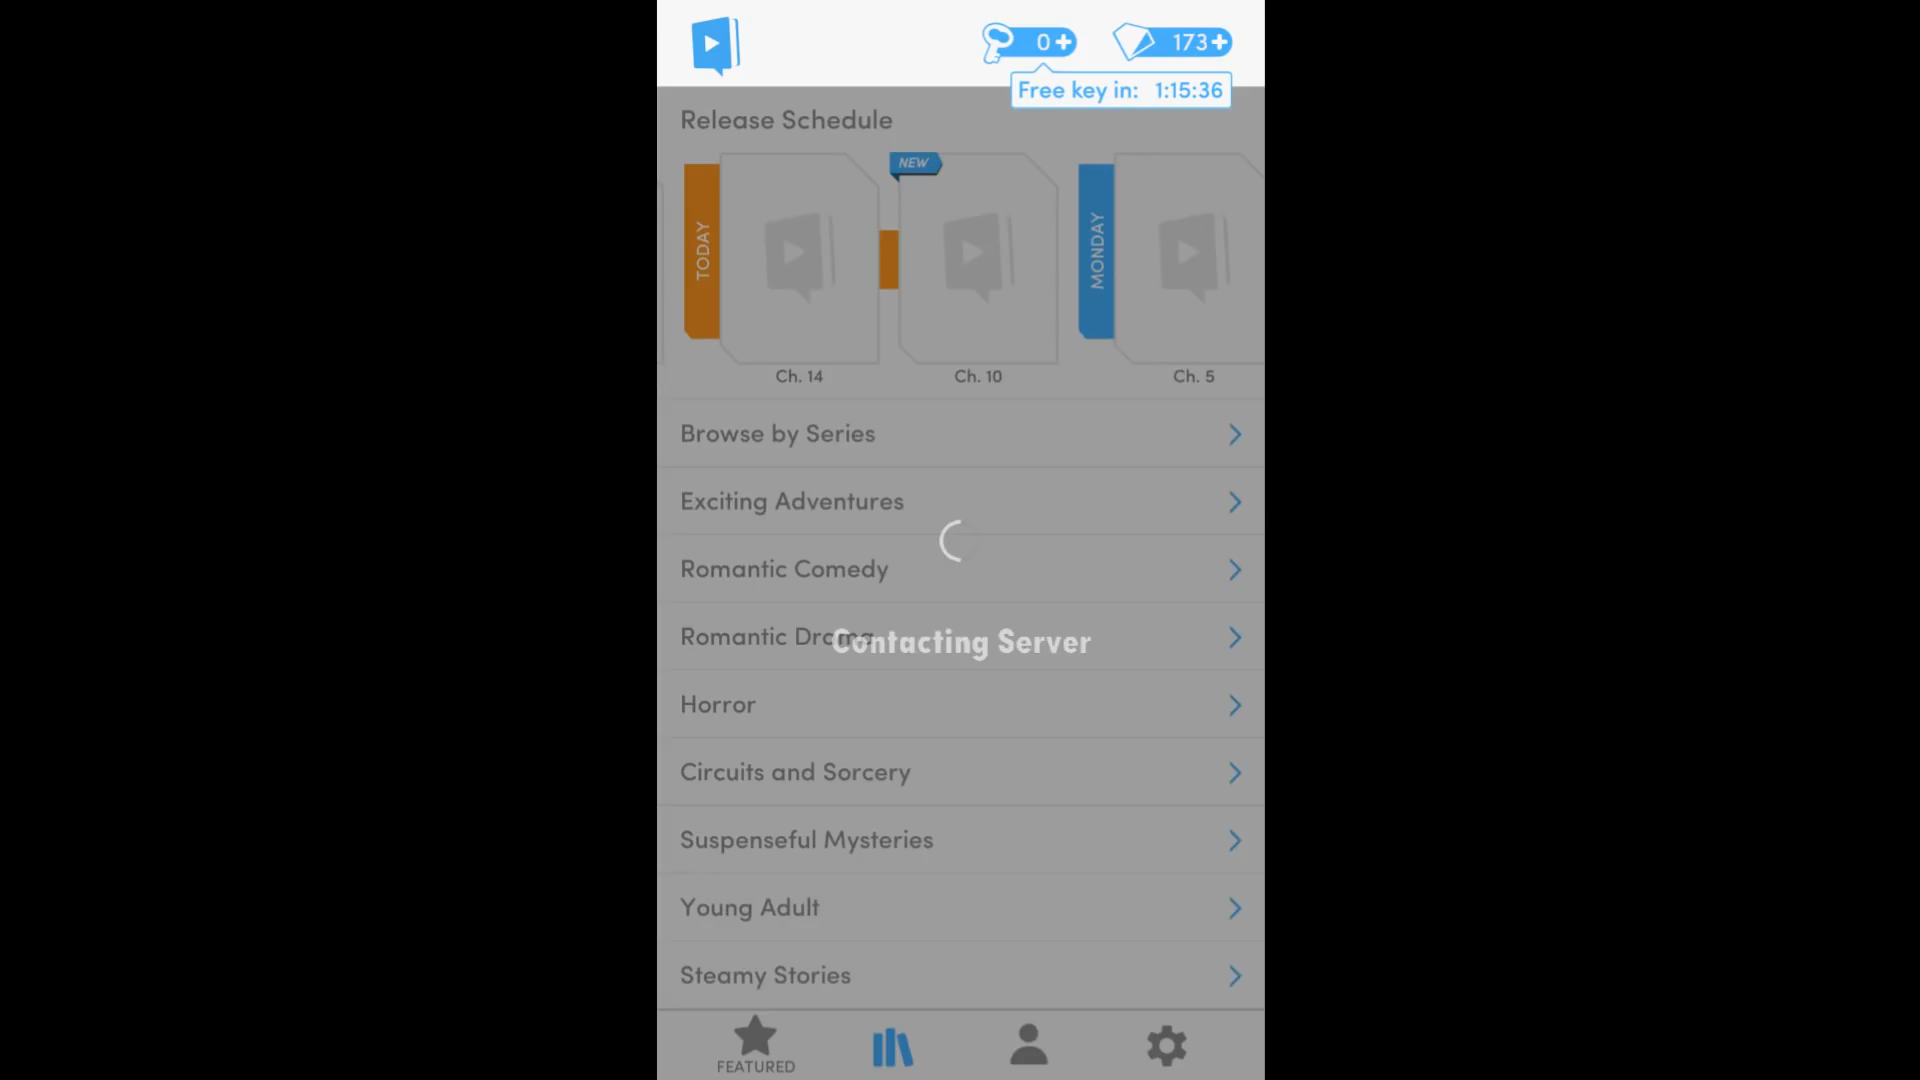 0
173
Free key in: 1:15:36
Release Schedule
TODAY
NEW
MONDAY
Ch. 14
Ch. 10
Ch. 5
Browse by Series
Exciting Adventures
Romantic Comedy
Romantic Drama
Contacting Server
Horror
Circuits and Sorcery
Suspenseful Mysteries
Young Adult
Steamy Stories
FEATURED